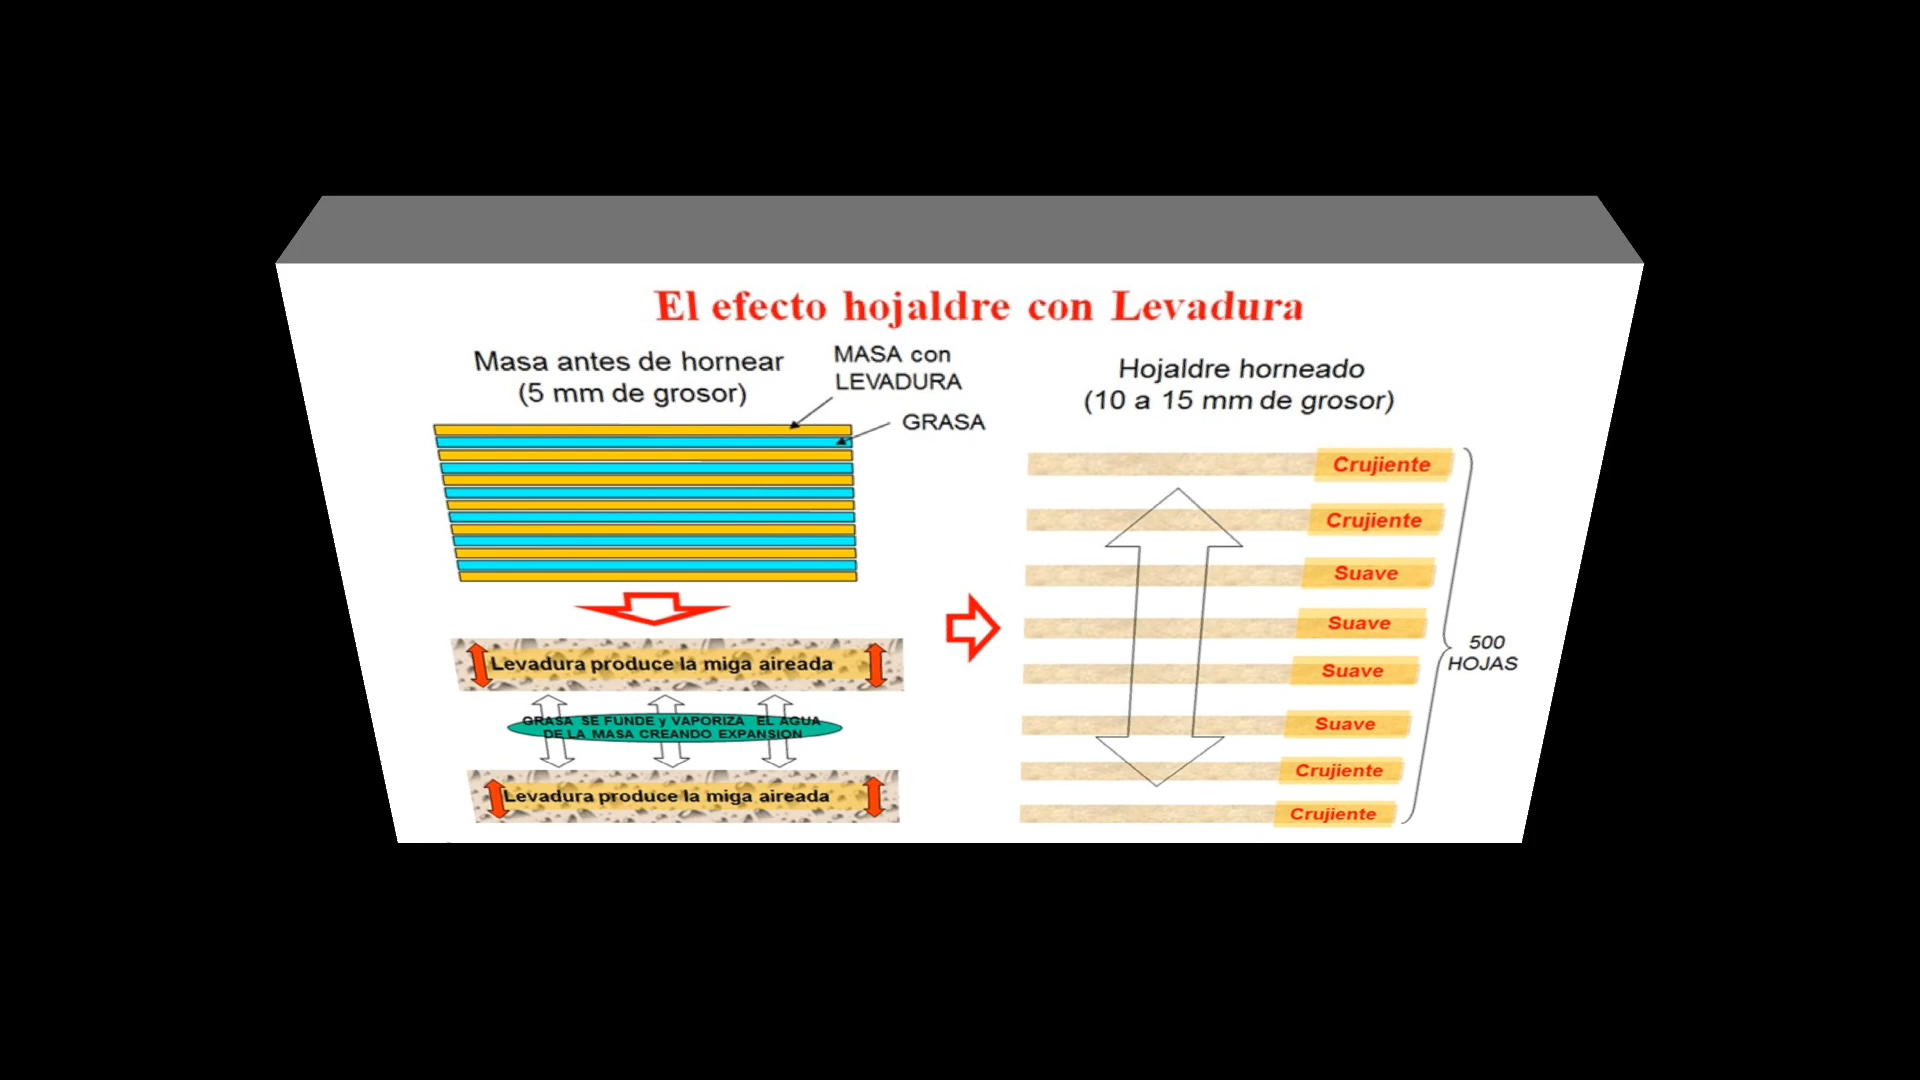 El efecto hojaldre con Levadura
Masa antes de hornear
(5 mm de grosor)
MASA con
LEVADURA
GRASA
Levadura produce la miga aireada
GRASA SE FUNDE y VAPORIZA EL AGUA
DE LA MASA CREANDO EXPANSION
Levadura produce la miga aireada
Hojaldre horneado
(10 a 15 mm de grosor)
Crujiente
Crujiente
Suave
Suave
Suave
Suave
Crujiente
Crujiente
500
HOJAS